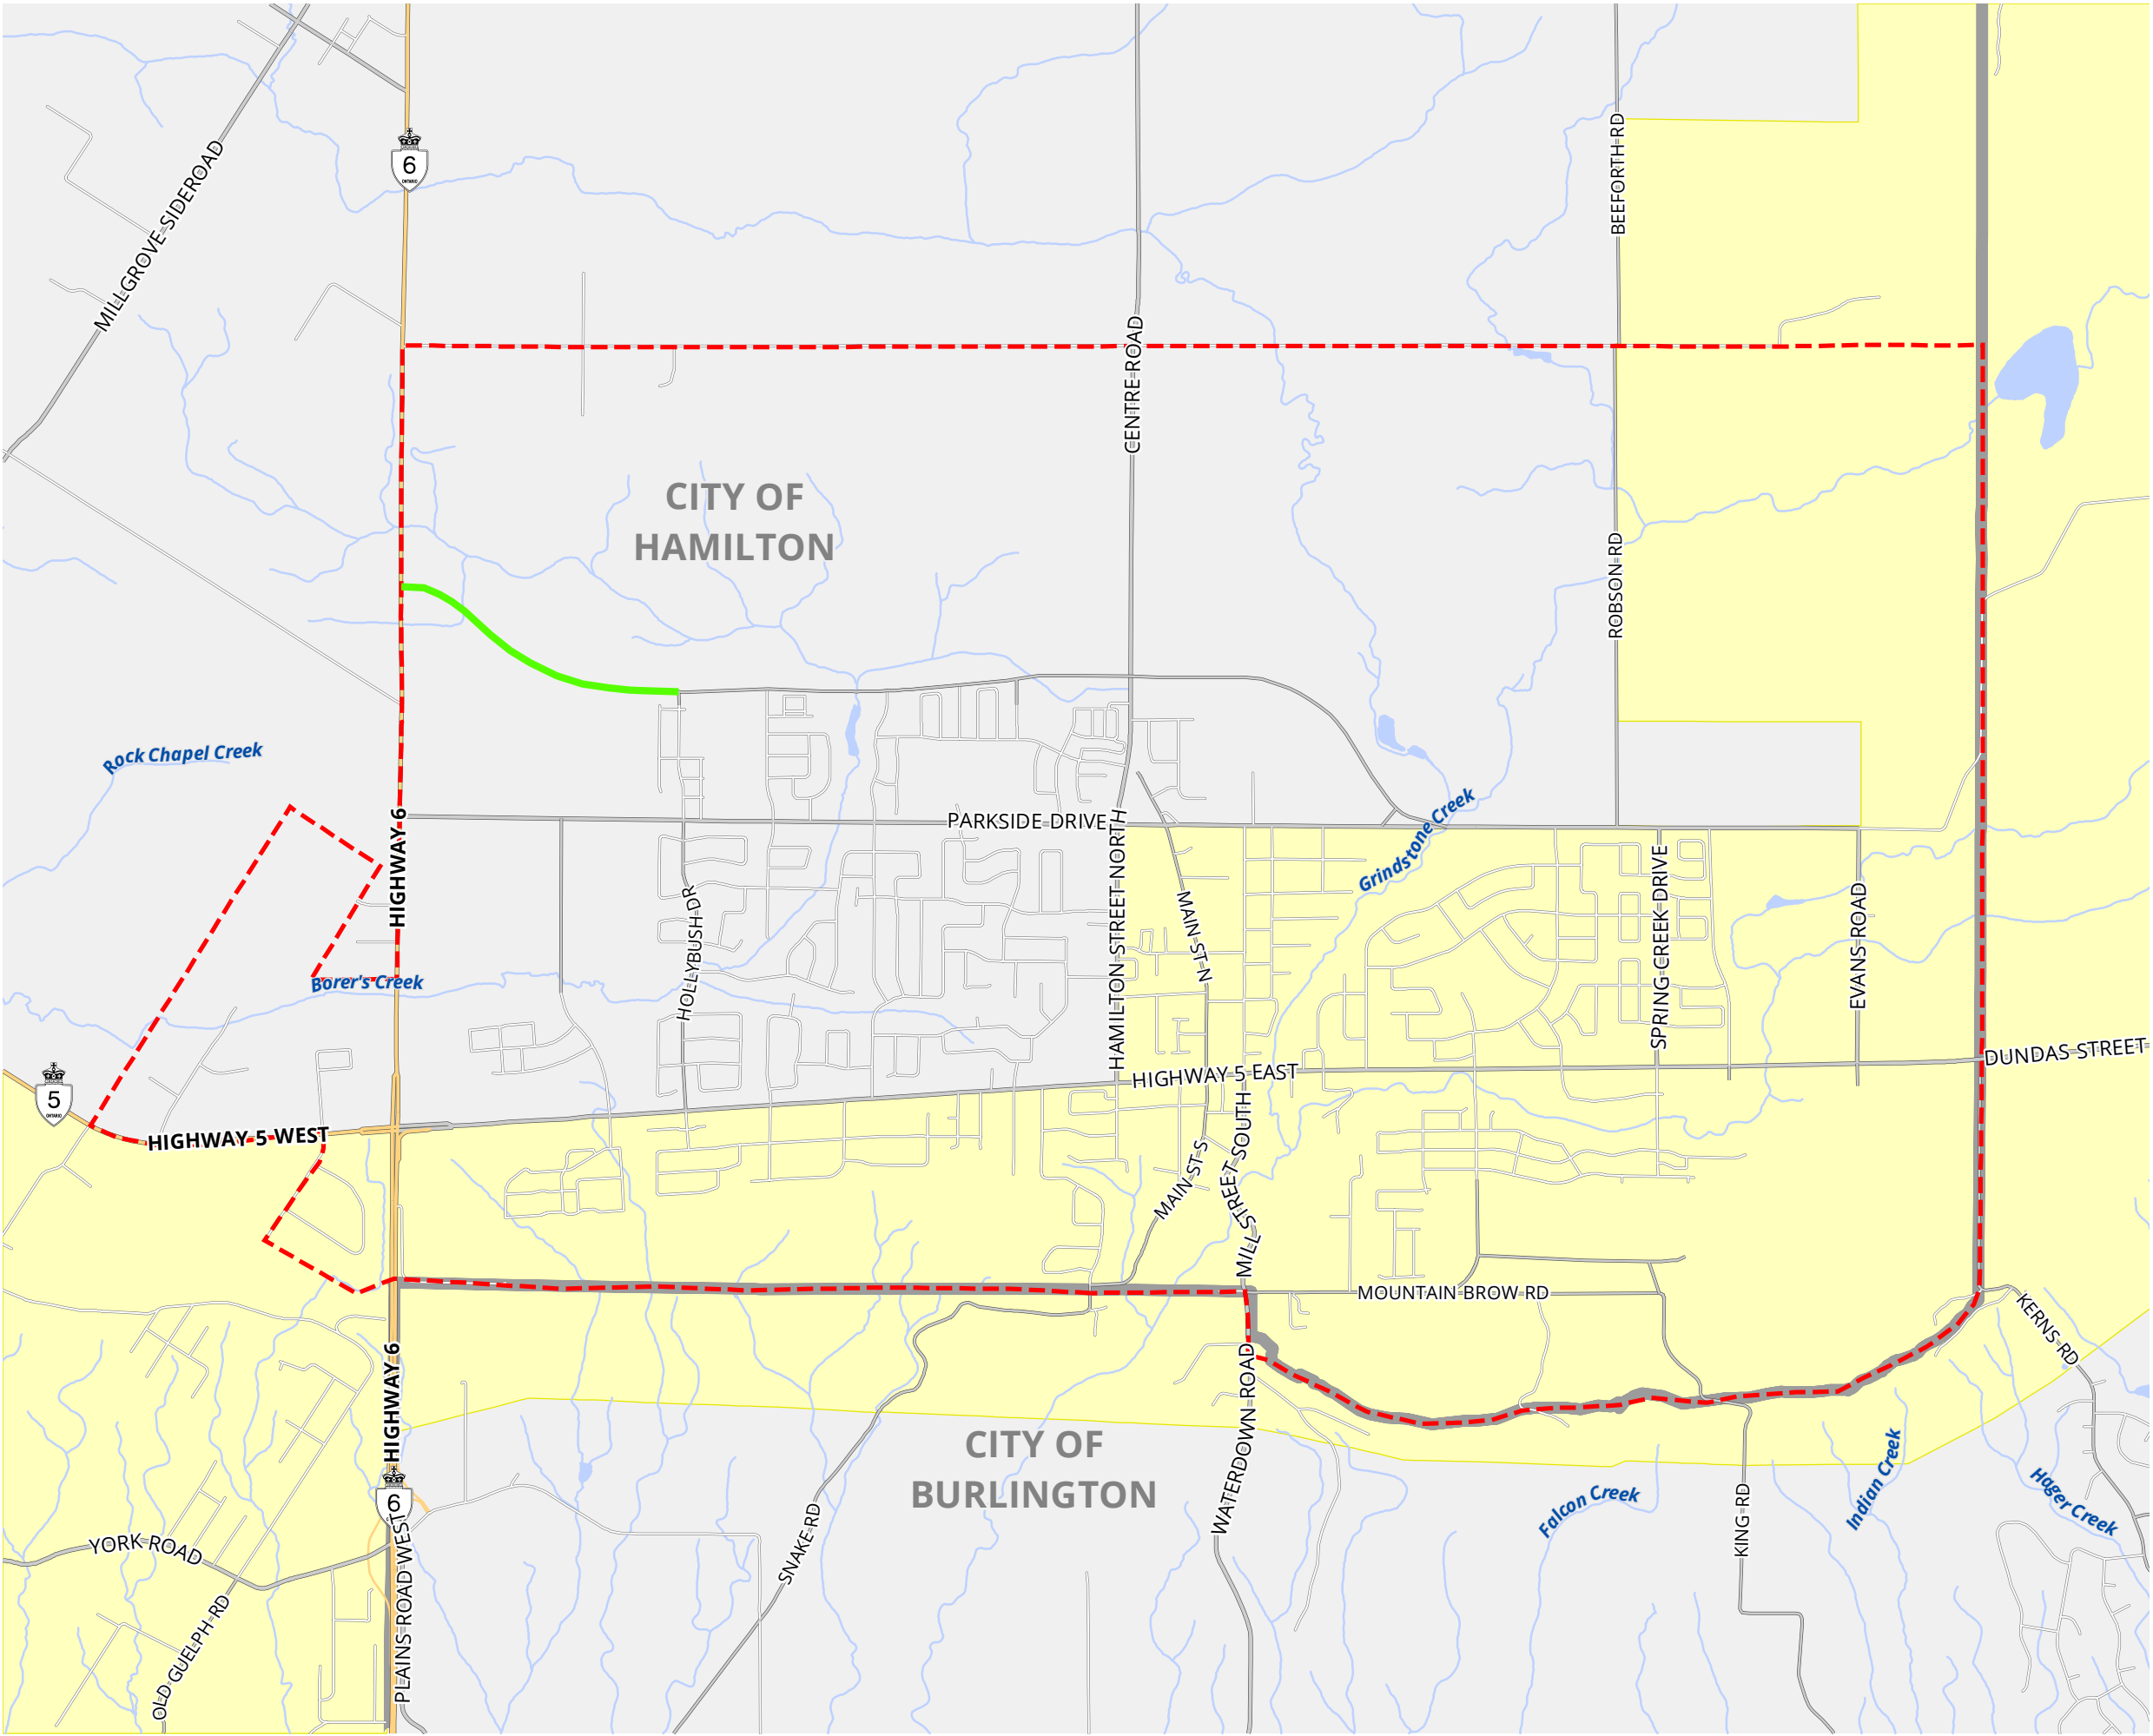 6
ONTARIO
BEEFORTH RD
MILLGROVE SIDEROAD
CENTRE ROAD
CITY OF
HAMILTON
ROBSON RD
Rock Chapel Creek
HIGHWAY 6
PARKSIDE DRIVE
Grindstone Creek
HOLLYBUSH DR
HAMILTON STREET NORTH
MAIN ST N
SPRING CREEK DRIVE
EVANS ROAD
Borer's Creek
5
ONTARIO
HIGHWAY 5 WEST
HIGHWAY 5 EAST
DUNDAS STREET
MAIN ST S
MILL STREET SOUTH
MOUNTAIN BROW RD
KERNS RD
HIGHWAY 6
6
CITY OF
BURLINGTON
WATERDOWN ROAD
SNAKE RD
Falcon Creek
KING RD
Indian Creek
Hager Creek
YORK ROAD
PLAINS ROAD WEST
OLD GUELPH RD